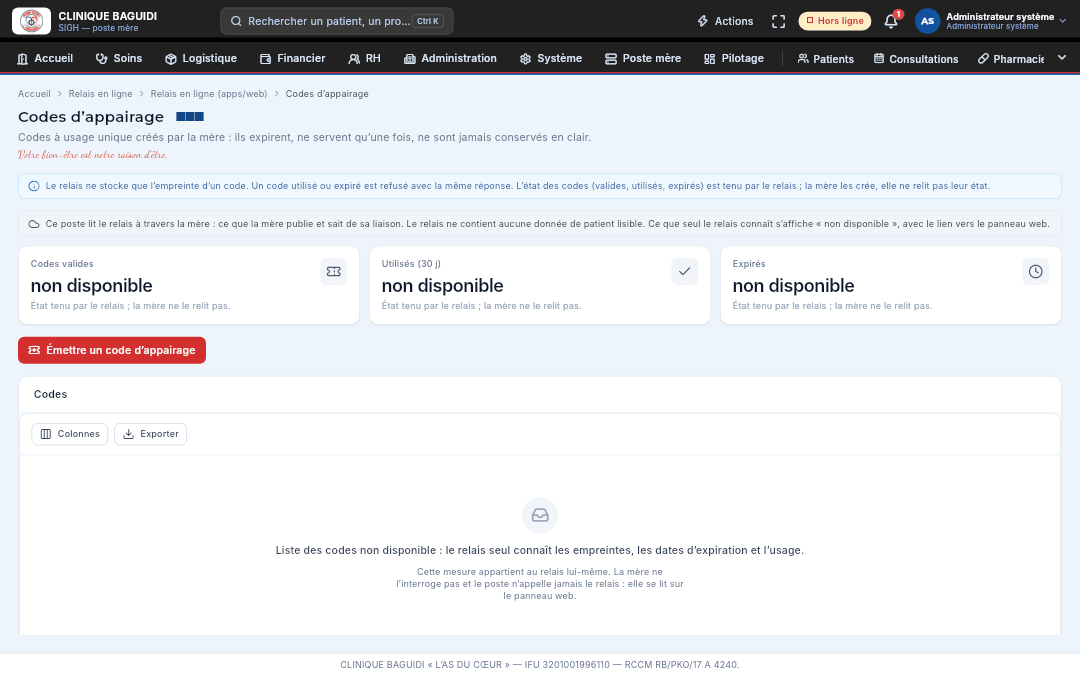 CLINIQUE BAGUIDI
SIGH — poste mère
Rechercher un patient, un pro... Ctrl K
Actions
Hors ligne
1
AS
Administrateur système
Administrateur système
Accueil
Soins
Logistique
Financier
RH
Administration
Système
Poste mère
Pilotage
Patients
Consultations
Pharmacie
Accueil > Relais en ligne > Relais en ligne (apps/web) > Codes d'appairage
Codes d'appairage
Codes à usage unique créés par la mère : ils expirent, ne servent qu'une fois, ne sont jamais conservés en clair.
Votre bien-être est notre raison d'être.
Le relais ne stocke que l'empreinte d'un code. Un code utilisé ou expiré est refusé avec la même réponse. L'état des codes (valides, utilisés, expirés) est tenu par le relais ; la mère les crée, elle ne relit pas leur état.
Ce poste lit le relais à travers la mère : ce que la mère publie et sait de sa liaison. Le relais ne contient aucune donnée de patient lisible. Ce que seul le relais connaît s'affiche « non disponible », avec le lien vers le panneau web.
Codes valides
non disponible
État tenu par le relais ; la mère ne le relit pas.
Utilisés (30 j)
non disponible
État tenu par le relais ; la mère ne le relit pas.
Expirés
non disponible
État tenu par le relais ; la mère ne le relit pas.
Émettre un code d'appairage
Codes
Colonnes
Exporter
Liste des codes non disponible : le relais seul connaît les empreintes, les dates d'expiration et l'usage.
Cette mesure appartient au relais lui-même. La mère ne
l'interroge pas et le poste n'appelle jamais le relais : elle se lit sur
le panneau web.
CLINIQUE BAGUIDI « L'AS DU CŒUR » — IFU 3201001996110 — RCCM RB/PKO/17 A 4240.